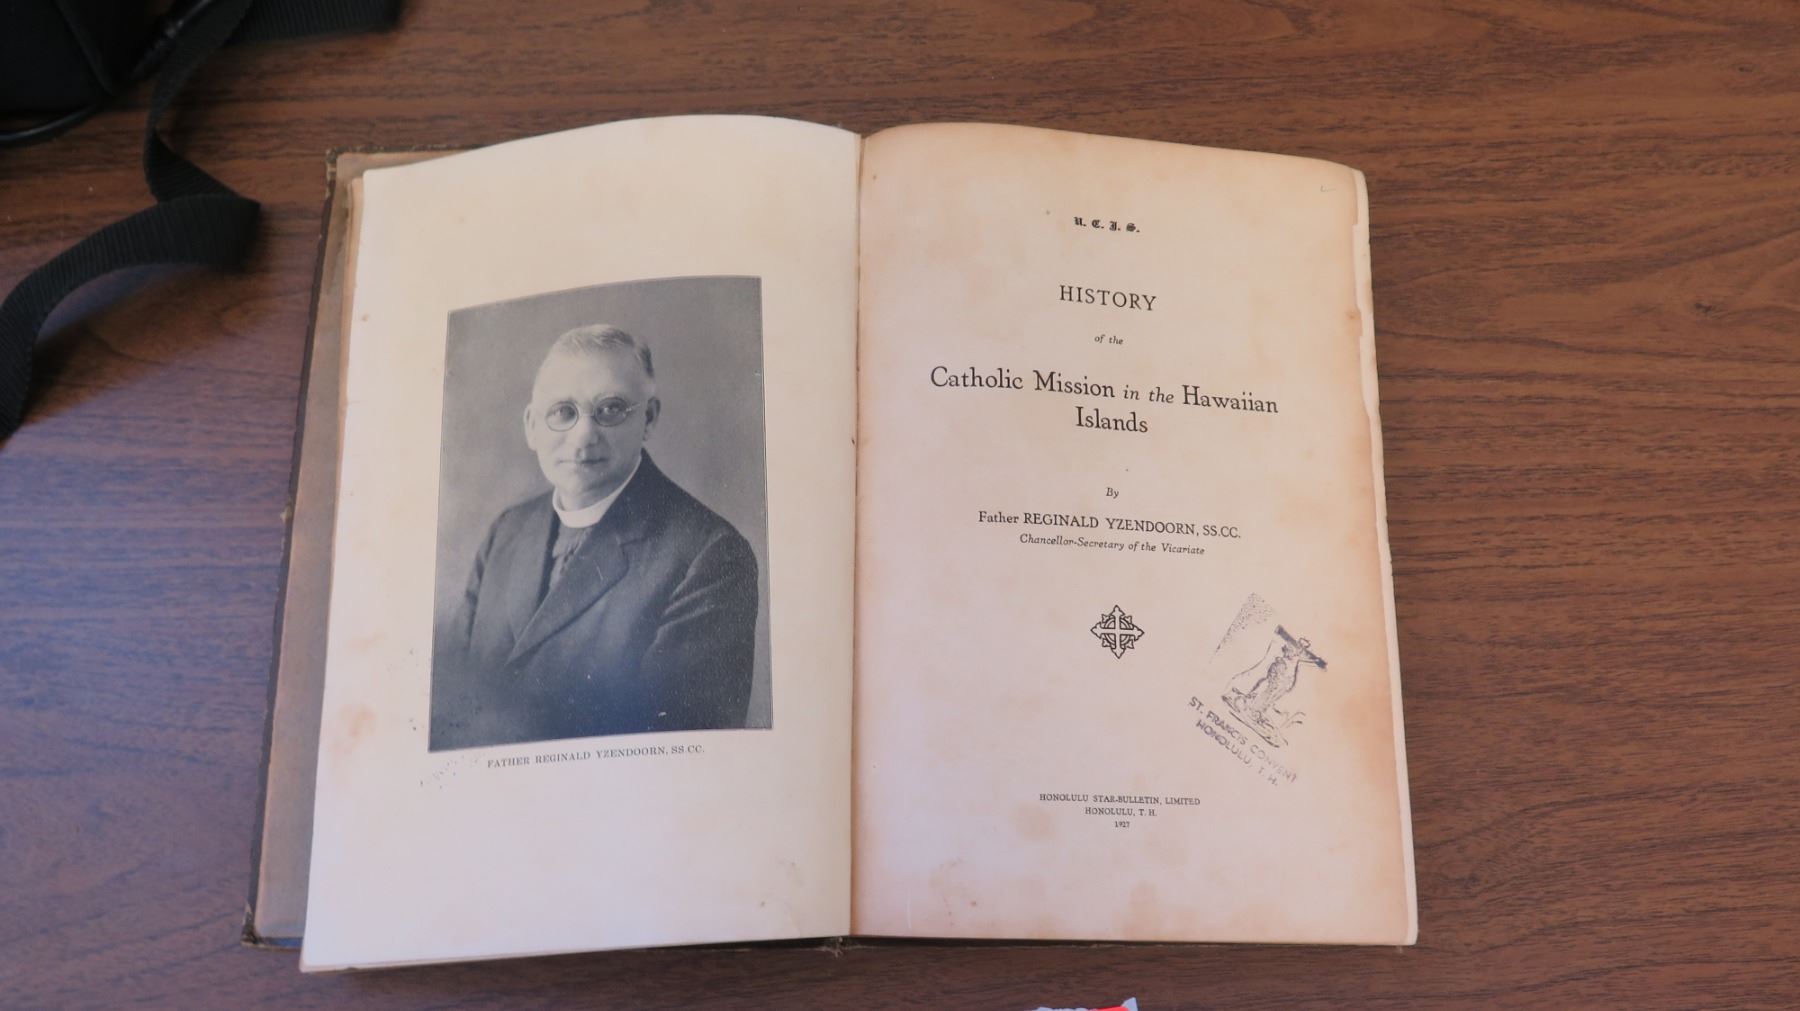 FATHER REGINALD YZENDOORN, SS.CC.
U. C. J. S.
HISTORY
of the
Catholic Mission in the Hawaiian
Islands
By
Father REGINALD YZENDOORN, SS.CC.
Chancellor-Secretary of the Vicariate
ST. FRANCIS CONVENT
HONOLULU, T. H.
HONOLULU STAR-BULLETIN, LIMITED
HONOLULU, T. H.
1927